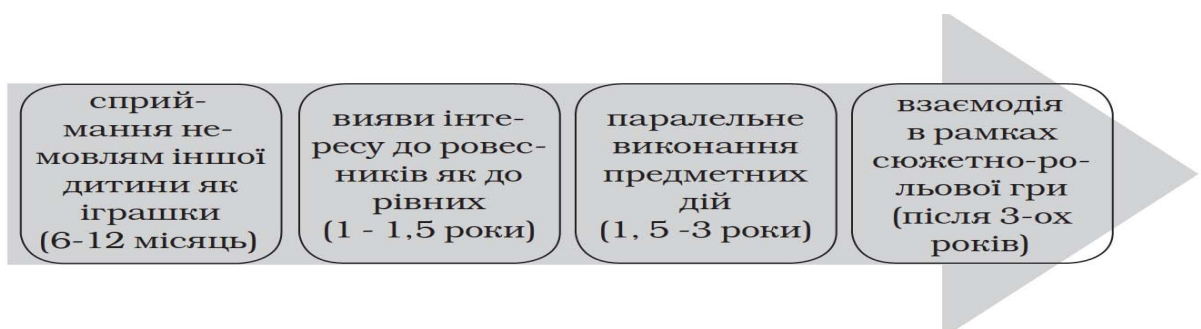 сприй-
мання не-
мовлям іншої
дитини як
іграшки
(6-12 місяць)
вияви інте-
ресу до ровес-
ників як до
рівних
(1 - 1,5 роки)
паралельне
виконання
предметних
дій
(1, 5 -3 роки)
взаємодія
в рамках
сюжетно-ро-
льової гри
(після 3-ох
років)